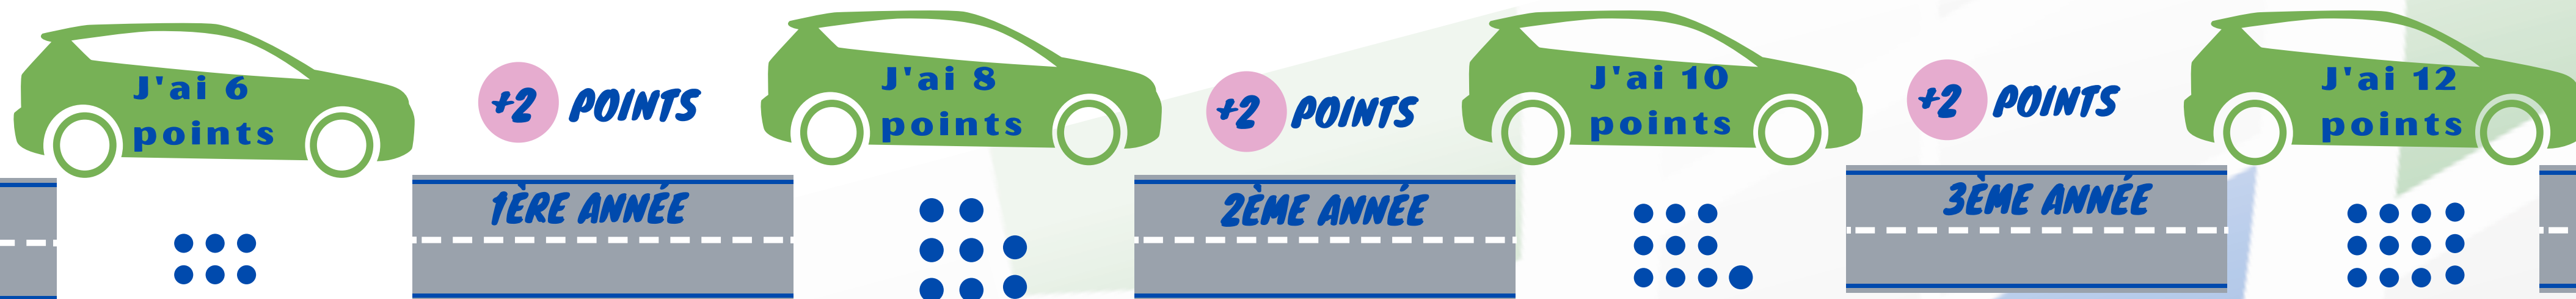 J'ai 6
points
+2 POINTS
1ÈRE ANNÉE
J'ai 8
points
+2 POINTS
2ÈME ANNÉE
J'ai 10
points
+2 POINTS
3ÈME ANNÉE
J'ai 12
points